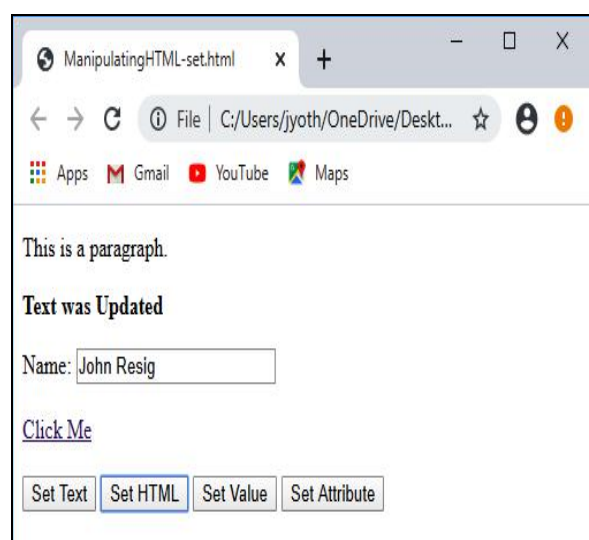 ManipulatingHTML-set.html
File | C:/Users/jyoth/OneDrive/Deskt...
Apps Gmail YouTube Maps
This is a paragraph.
Text was Updated
Name: John Resig
Click Me
Set Text Set HTML Set Value Set Attribute